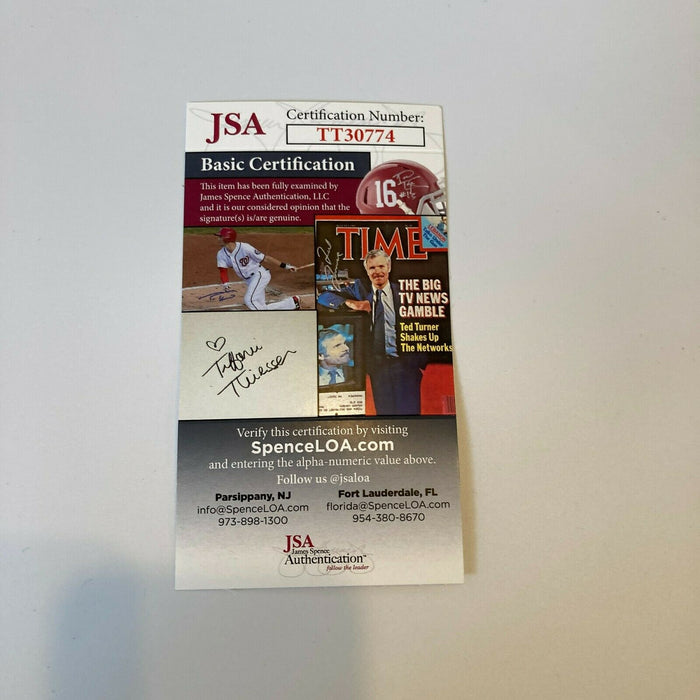 JSA
Certification Number:
TT30774
Basic Certification
This item has been fully examined by
James Spence Authentication, LLC
and it is our considered opinion that the
signature(s) is/are genuine.
16
TIME
THE BIG
TV NEWS
GAMBLE
Ted Turner
Shakes Up
The Networks
Tiffani
Thiessen
Verify this certification by visiting
SpenceLOA.com
and entering the alpha-numeric value above.
Follow us @jsaloa
Parsippany, NJ
info@SpenceLOA.com
973-898-1300
Fort Lauderdale, FL
florida@SpenceLOA.com
954-380-8670
JSA
James Spence
Authentication™
follow the leader